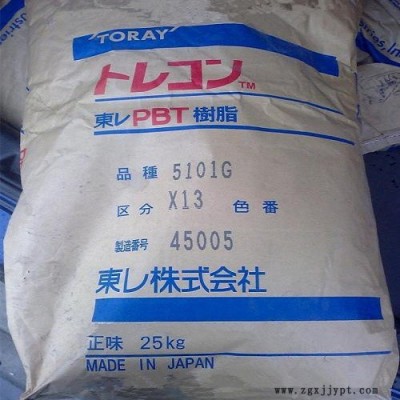 'TORAY'
トレコン™
東レPBT樹脂
品種 5101G
区分 X13 色番
製造番号 45005
東レ株式会社
正味 25kg
MADE IN JAPAN
www.zgxjjypt.com